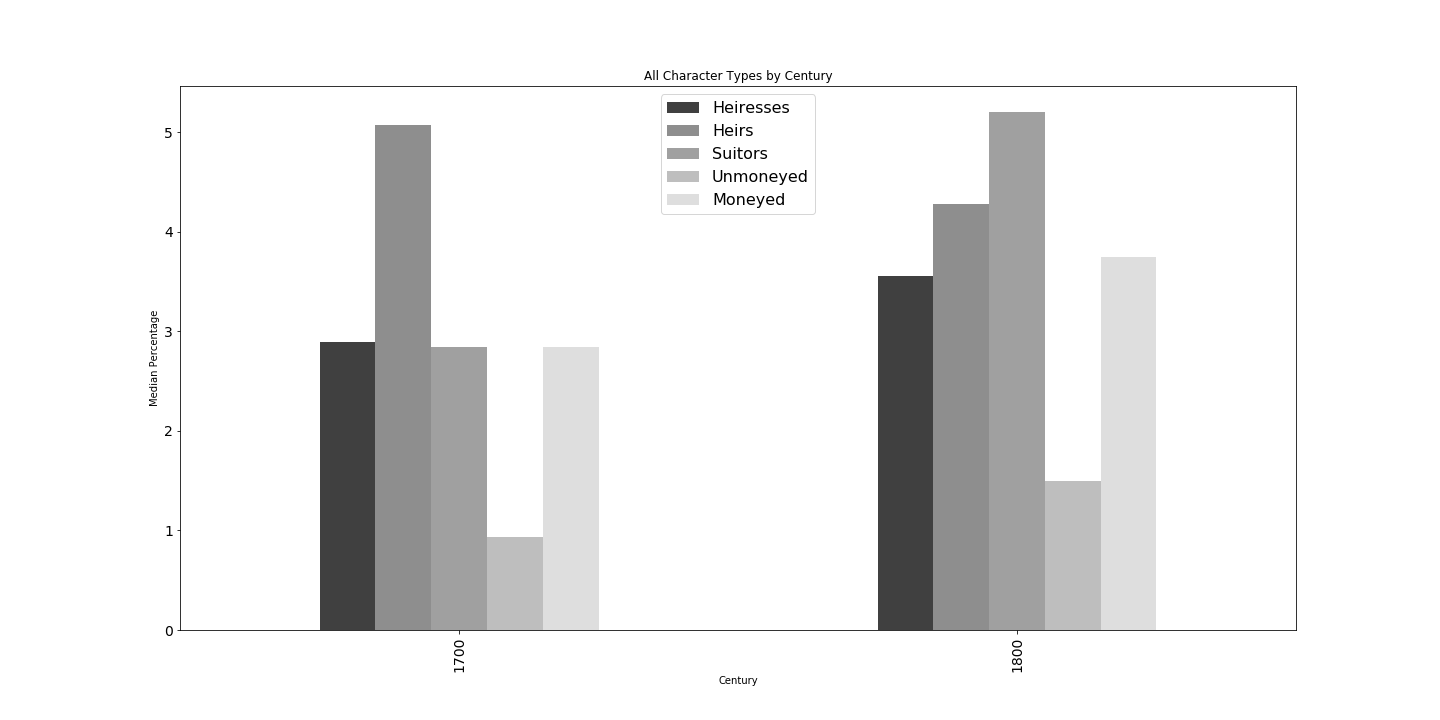 All Character Types by Century
Heiresses
Heirs
Suitors
Unmoneyed
Moneyed
5
4
3
2
1
0
Median Percentage
1700
1800
Century